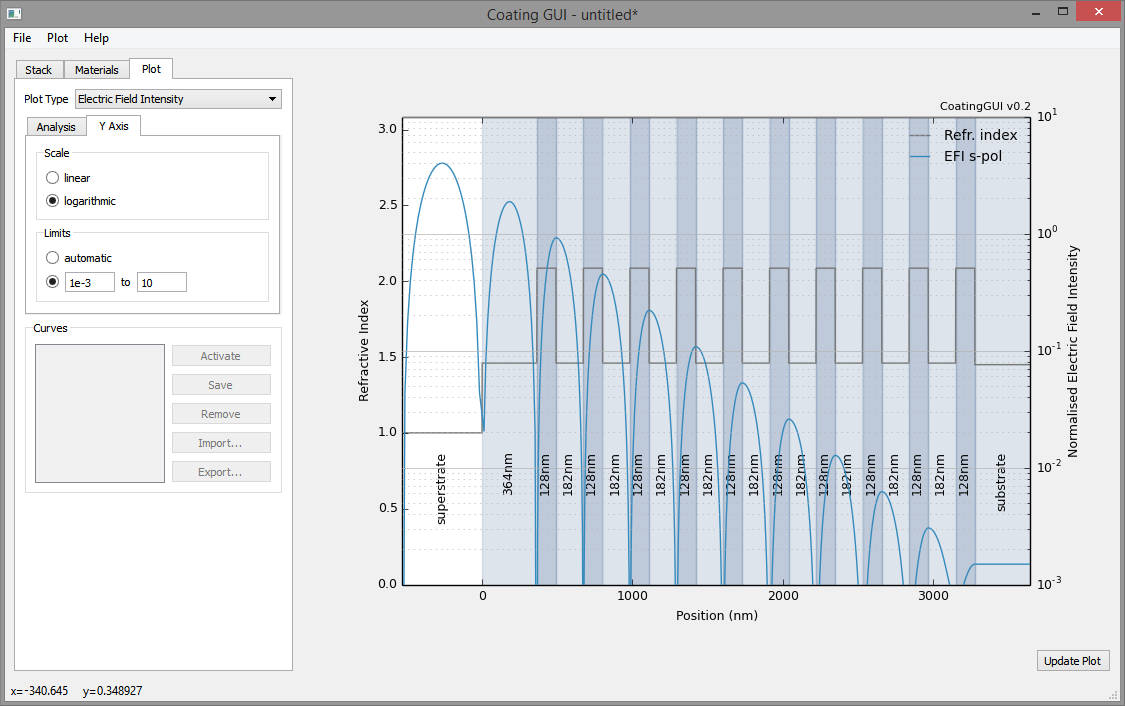 Coating GUI - untitled*
File Plot Help
Stack Materials Plot
Plot Type Electric Field Intensity
Analysis Y Axis
Scale
linear
logarithmic
Limits
automatic
1e-3 to 10
Curves
Activate
Save
Remove
Import...
Export...
CoatingGUI v0.2
Refr. index
EFI s-pol
3.0
2.5
2.0
1.5
1.0
0.5
0.0
Refractive Index
10^1
10^0
10^-1
10^-2
10^-3
Normalised Electric Field Intensity
superstrate
364nm
128nm
182nm
128nm
182nm
128nm
182nm
128nm
182nm
128nm
182nm
128nm
182nm
128nm
182nm
128nm
182nm
128nm
182nm
128nm
substrate
0 1000 2000 3000
Position (nm)
Update Plot
x=-340.645 y=0.348927